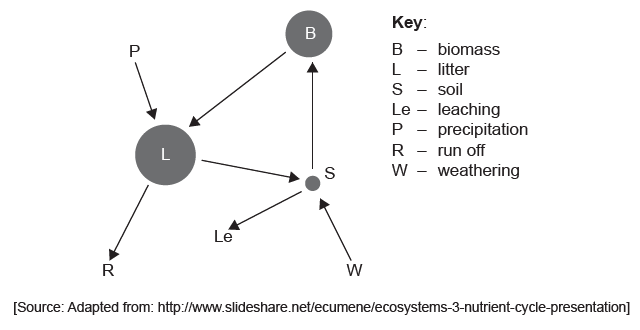 B
P
L
S
Le
R
W
Key:
B – biomass
L – litter
S – soil
Le – leaching
P – precipitation
R – run off
W – weathering
[Source: Adapted from: http://www.slideshare.net/ecumene/ecosystems-3-nutrient-cycle-presentation]